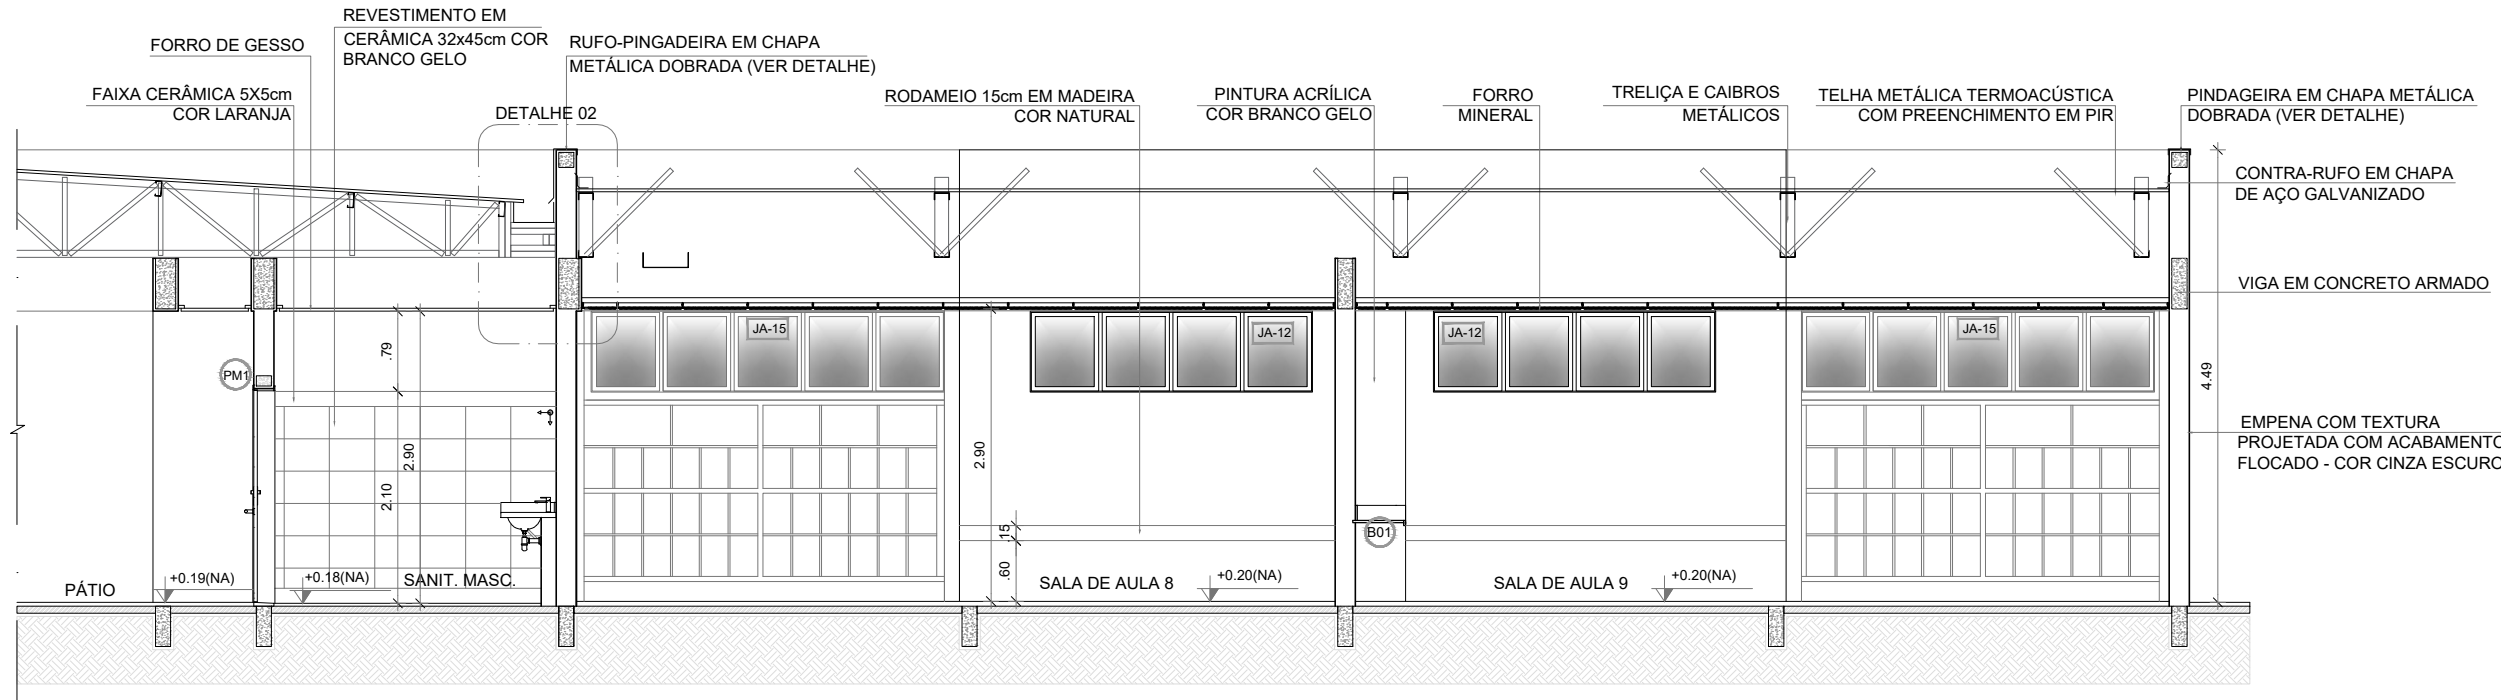 REVESTIMENTO EM
CERÂMICA 32x45cm COR
BRANCO GELO
FORRO DE GESSO
RUFO-PINGADEIRA EM CHAPA
METÁLICA DOBRADA (VER DETALHE)
FAIXA CERÂMICA 5X5cm
COR LARANJA
DETALHE 02
RODAMEIO 15cm EM MADEIRA
COR NATURAL
PINTURA ACRÍLICA
COR BRANCO GELO
FORRO
MINERAL
TRELIÇA E CAIBROS
METÁLICOS
TELHA METÁLICA TERMOACÚSTICA
COM PREENCHIMENTO EM PIR
PINDAGEIRA EM CHAPA METÁLICA
DOBRADA (VER DETALHE)
CONTRA-RUFO EM CHAPA
DE AÇO GALVANIZADO
VIGA EM CONCRETO ARMADO
JA-15
JA-12
JA-12
JA-15
.79
PM1
4.49
EMPENA COM TEXTURA
PROJETADA COM ACABAMENTO
FLOCADO - COR CINZA ESCURO
2.90
2.10
2.90
.15
.60
B01
PÁTIO
+0.19(NA)
+0.18(NA)
SANIT. MASC.
SALA DE AULA 8
+0.20(NA)
SALA DE AULA 9
+0.20(NA)